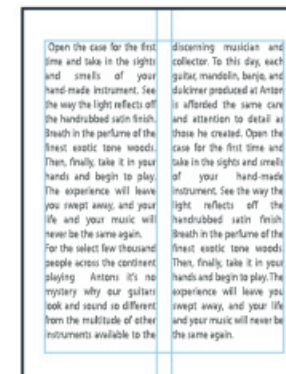 Open the case for the first
time and take in the sights
and smells of your
hand-made instrument. See
the way the light reflects off
the handrubbed satin finish.
Breath in the perfume of the
finest exotic tone woods.
Then, finally, take it in your
hands and begin to play.
The experience will leave
you swept away, and your
life and your music will
never be the same again.
For the select few thousand
people across the continent
playing Antons it's no
mystery why our guitars
look and sound so different
from the multitude of other
instruments available to the
discerning musician and
collector. To this day, each
guitar, mandolin, banjo, and
dulcimer produced at Anton
is afforded the same care
and attention to detail as
those he created. Open the
case for the first time and
take in the sights and smells
of your hand-made
instrument. See the way the
light reflects off the
handrubbed satin finish.
Breath in the perfume of the
finest exotic tone woods.
Then, finally, take it in your
hands and begin to play. The
experience will leave you
swept away, and your life
and your music will never be
the same again.